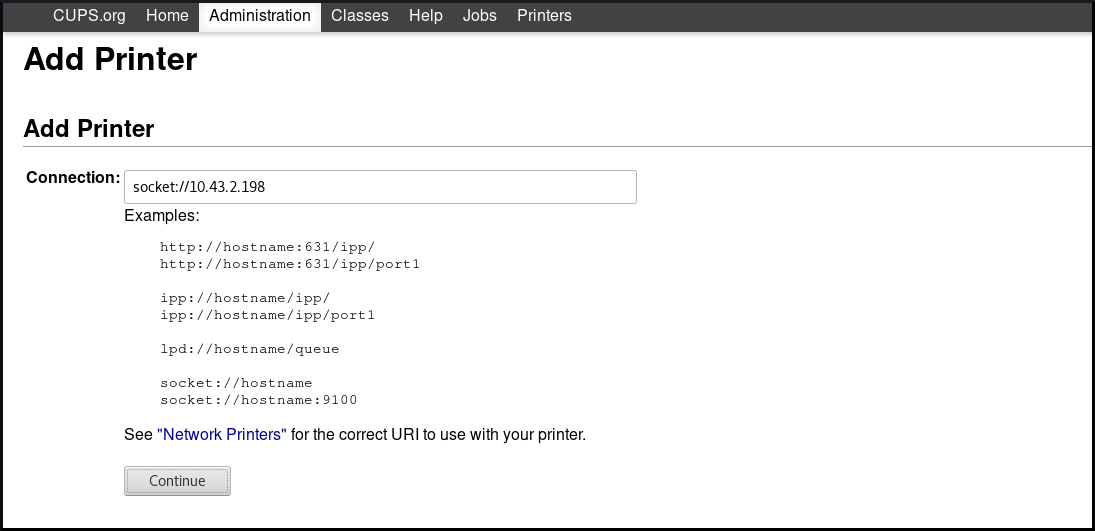 CUPS.org Home Administration Classes Help Jobs Printers
Add Printer
Add Printer
Connection: socket://10.43.2.198
Examples:
http://hostname:631/ipp/
http://hostname:631/ipp/port1
ipp://hostname/ipp/
ipp://hostname/ipp/port1
lpd://hostname/queue
socket://hostname
socket://hostname:9100
See "Network Printers" for the correct URI to use with your printer.
Continue